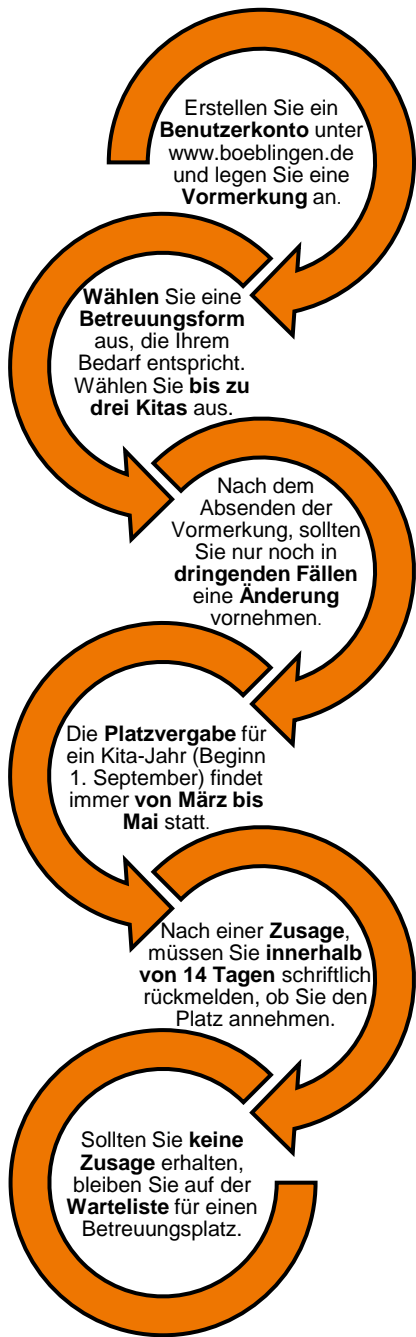 Erstellen Sie ein
Benutzerkonto unter
www.boeblingen.de
und legen Sie eine
Vormerkung an.
Wählen Sie eine
Betreuungsform
aus, die Ihrem
Bedarf entspricht.
Wählen Sie bis zu
drei Kitas aus.
Nach dem
Absenden der
Vormerkung, sollten
Sie nur noch in
dringenden Fällen
eine Änderung
vornehmen.
Die Platzvergabe für
ein Kita-Jahr (Beginn
1. September) findet
immer von März bis
Mai statt.
Nach einer Zusage,
müssen Sie innerhalb
von 14 Tagen schriftlich
rückmelden, ob Sie den
Platz annehmen.
Sollten Sie keine
Zusage erhalten,
bleiben Sie auf der
Warteliste für einen
Betreuungsplatz.